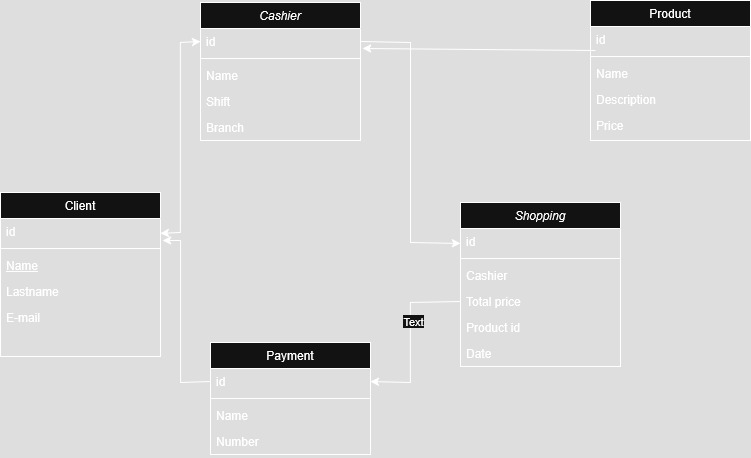 Cashier
id
Name
Shift
Branch
Product
id
Name
Description
Price
Client
id
Name
Lastname
E-mail
Shopping
id
Cashier
Total price
Product id
Date
Text
Payment
id
Name
Number